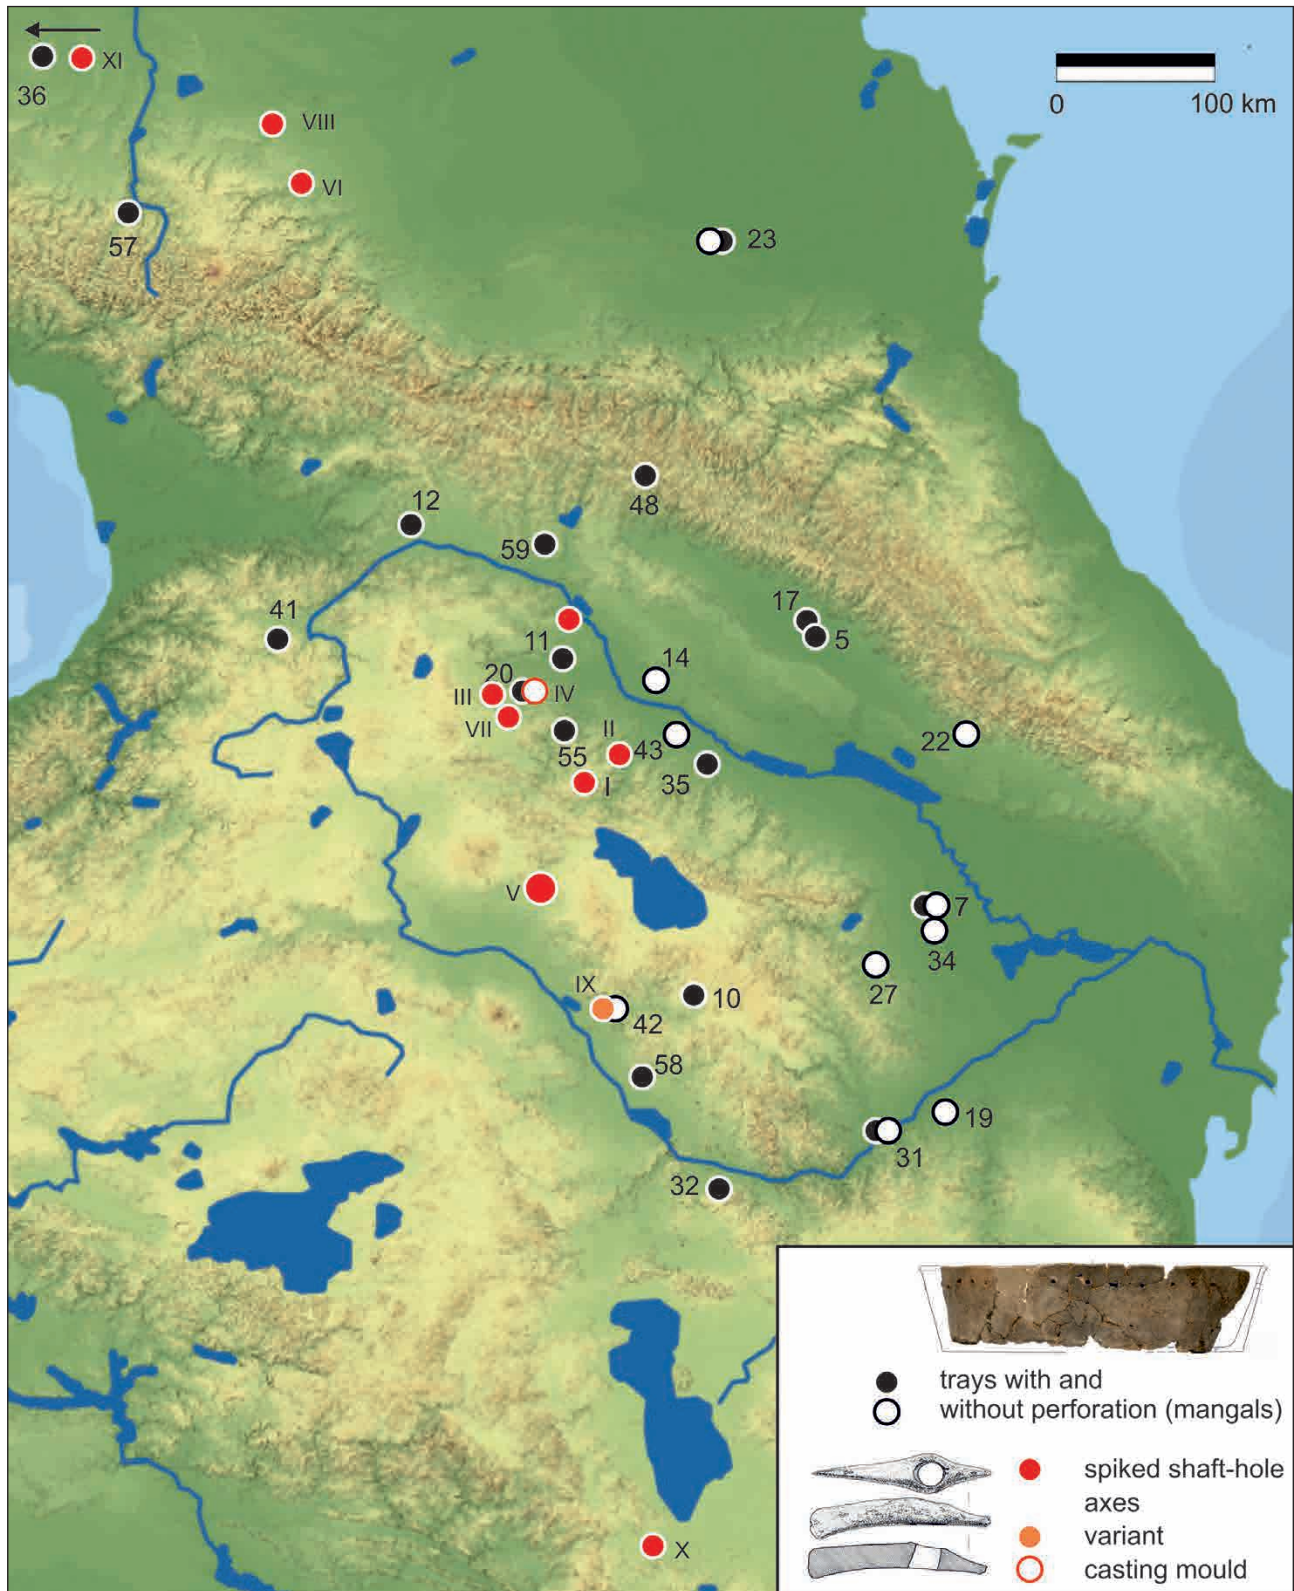 XI
36
0 100 km
VIII
VI
57
23
48
12
59
41
17
5
11
14
20
III
IV
VII
II
43
22
55
35
I
V
7
34
27
IX
10
42
58
19
31
32
trays with and
without perforation (mangals)
spiked shaft-hole
axes
variant
casting mould
X